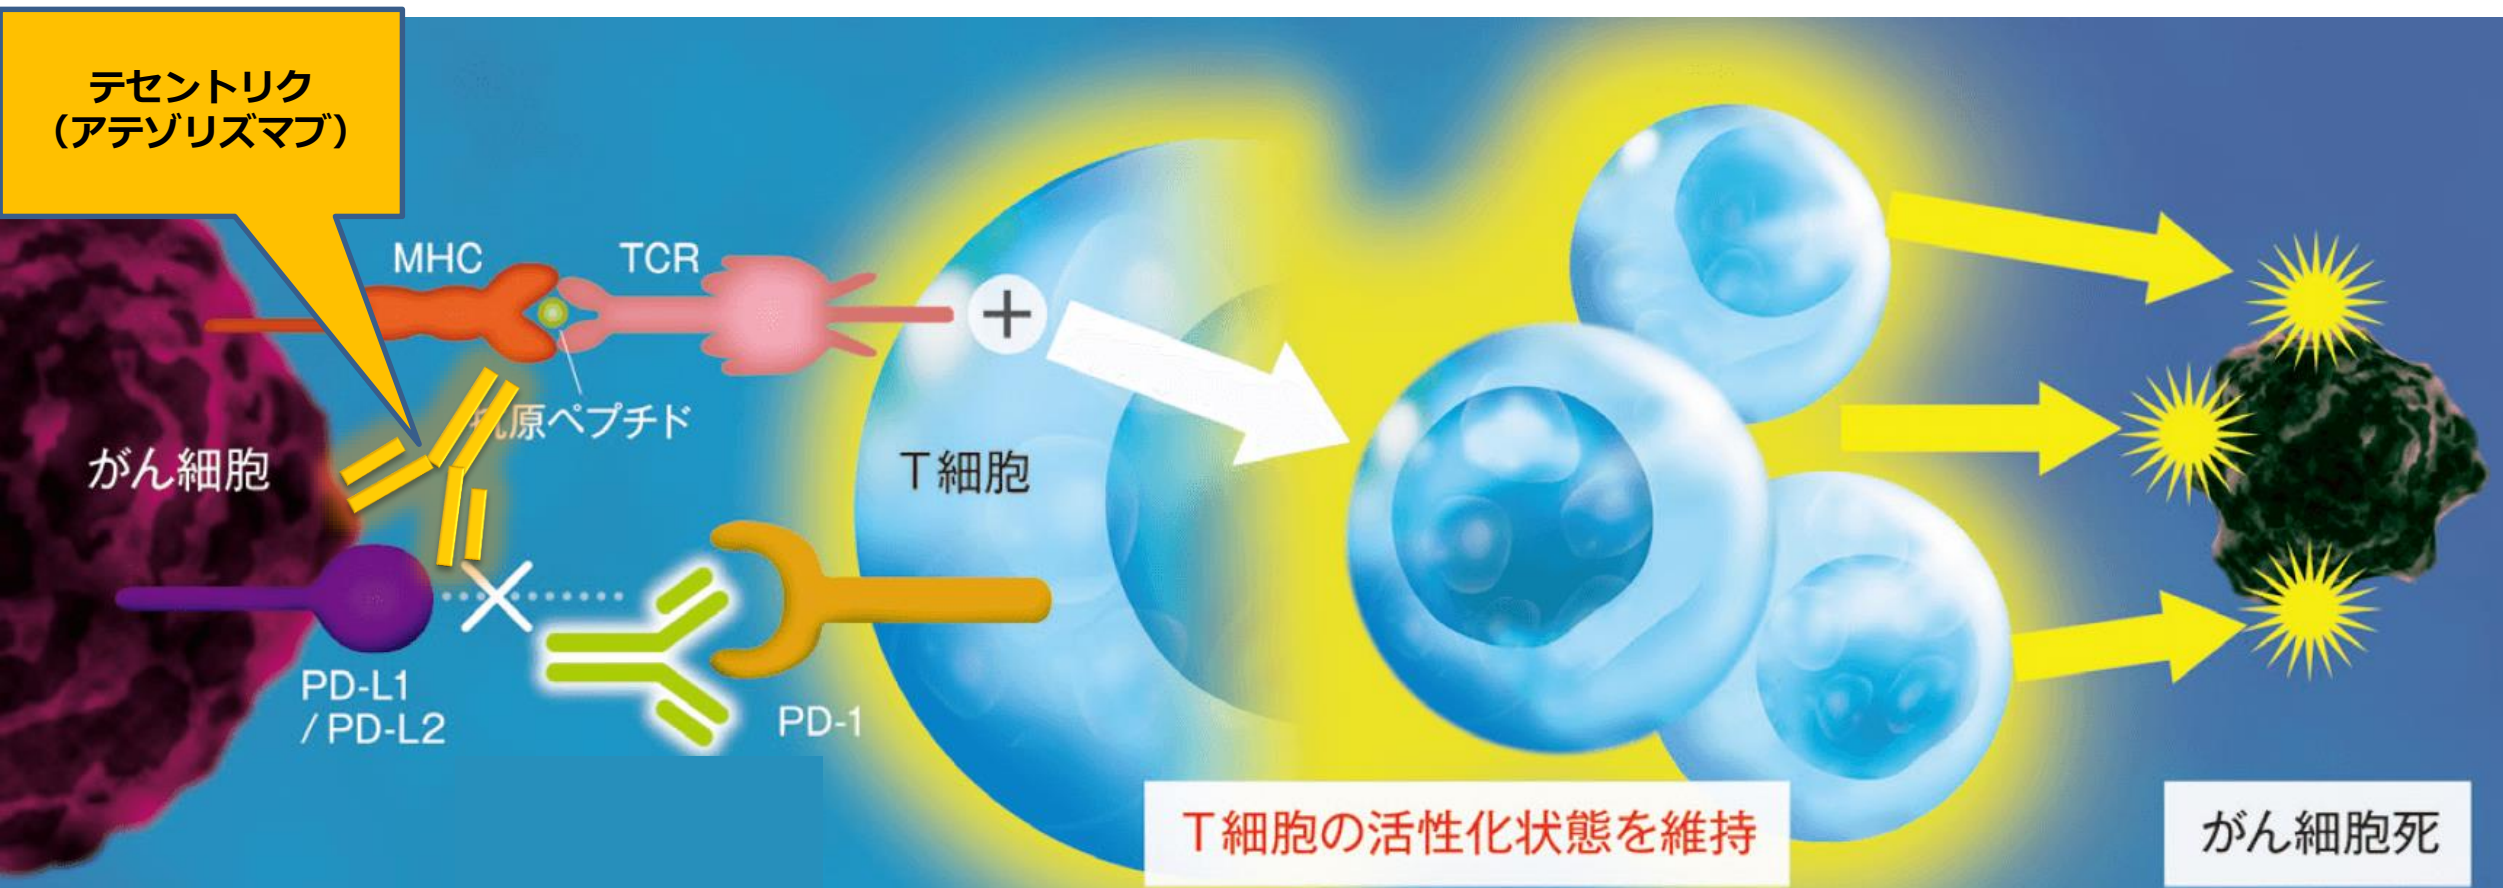 テセントリク
（アテゾリズマブ）
MHC
TCR
抗原ペプチド
がん細胞
T細胞
PD-L1
/ PD-L2
PD-1
T細胞の活性化状態を維持
がん細胞死